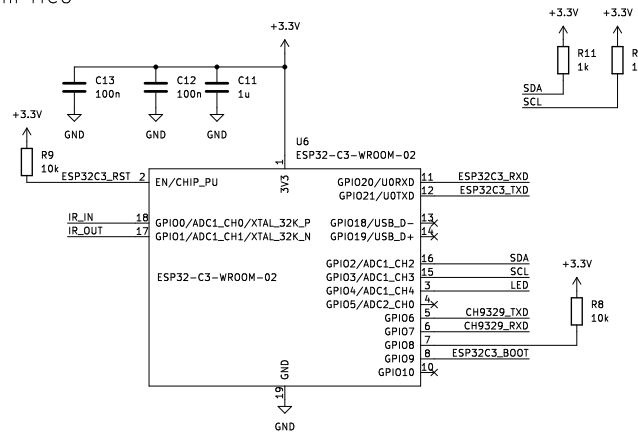 +3.3V
+3.3V
+3.3V
R11
1k
R
1
C13
100n
C12
100n
C11
1u
SDA
SCL
GND
GND
GND
+3.3V
R9
10k
U6
ESP32-C3-WROOM-02
1
3V3
ESP32C3_RST 2 EN/CHIP_PU
GPIO20/U0RXD 11 ESP32C3_RXD
GPIO21/U0TXD 12 ESP32C3_TXD
IR_IN 18 GPIO0/ADC1_CH0/XTAL_32K_P
IR_OUT 17 GPIO1/ADC1_CH1/XTAL_32K_N
GPIO18/USB_D- 13
GPIO19/USB_D+ 14
GPIO2/ADC1_CH2 16 SDA
GPIO3/ADC1_CH3 15 SCL
GPIO4/ADC1_CH4 3 LED
GPIO5/ADC2_CH0 4
GPIO6 5 CH9329_TXD
GPIO7 6 CH9329_RXD
GPIO8 7
GPIO9 8 ESP32C3_BOOT
GPIO10 10
ESP32-C3-WROOM-02
+3.3V
R8
10k
GND
19
GND